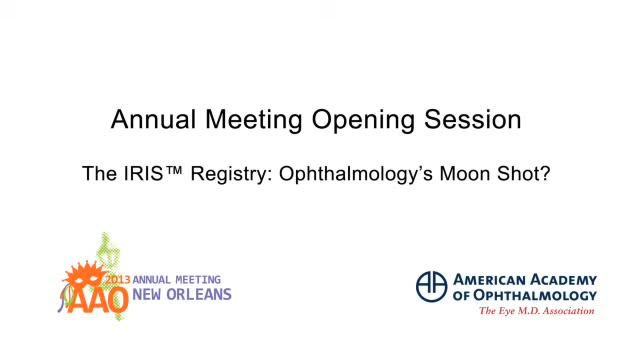 Annual Meeting Opening Session
The IRIS™ Registry: Ophthalmology's Moon Shot?
2013 ANNUAL MEETING
AAO NEW ORLEANS
AMERICAN ACADEMY
OF OPHTHALMOLOGY
The Eye M.D. Association